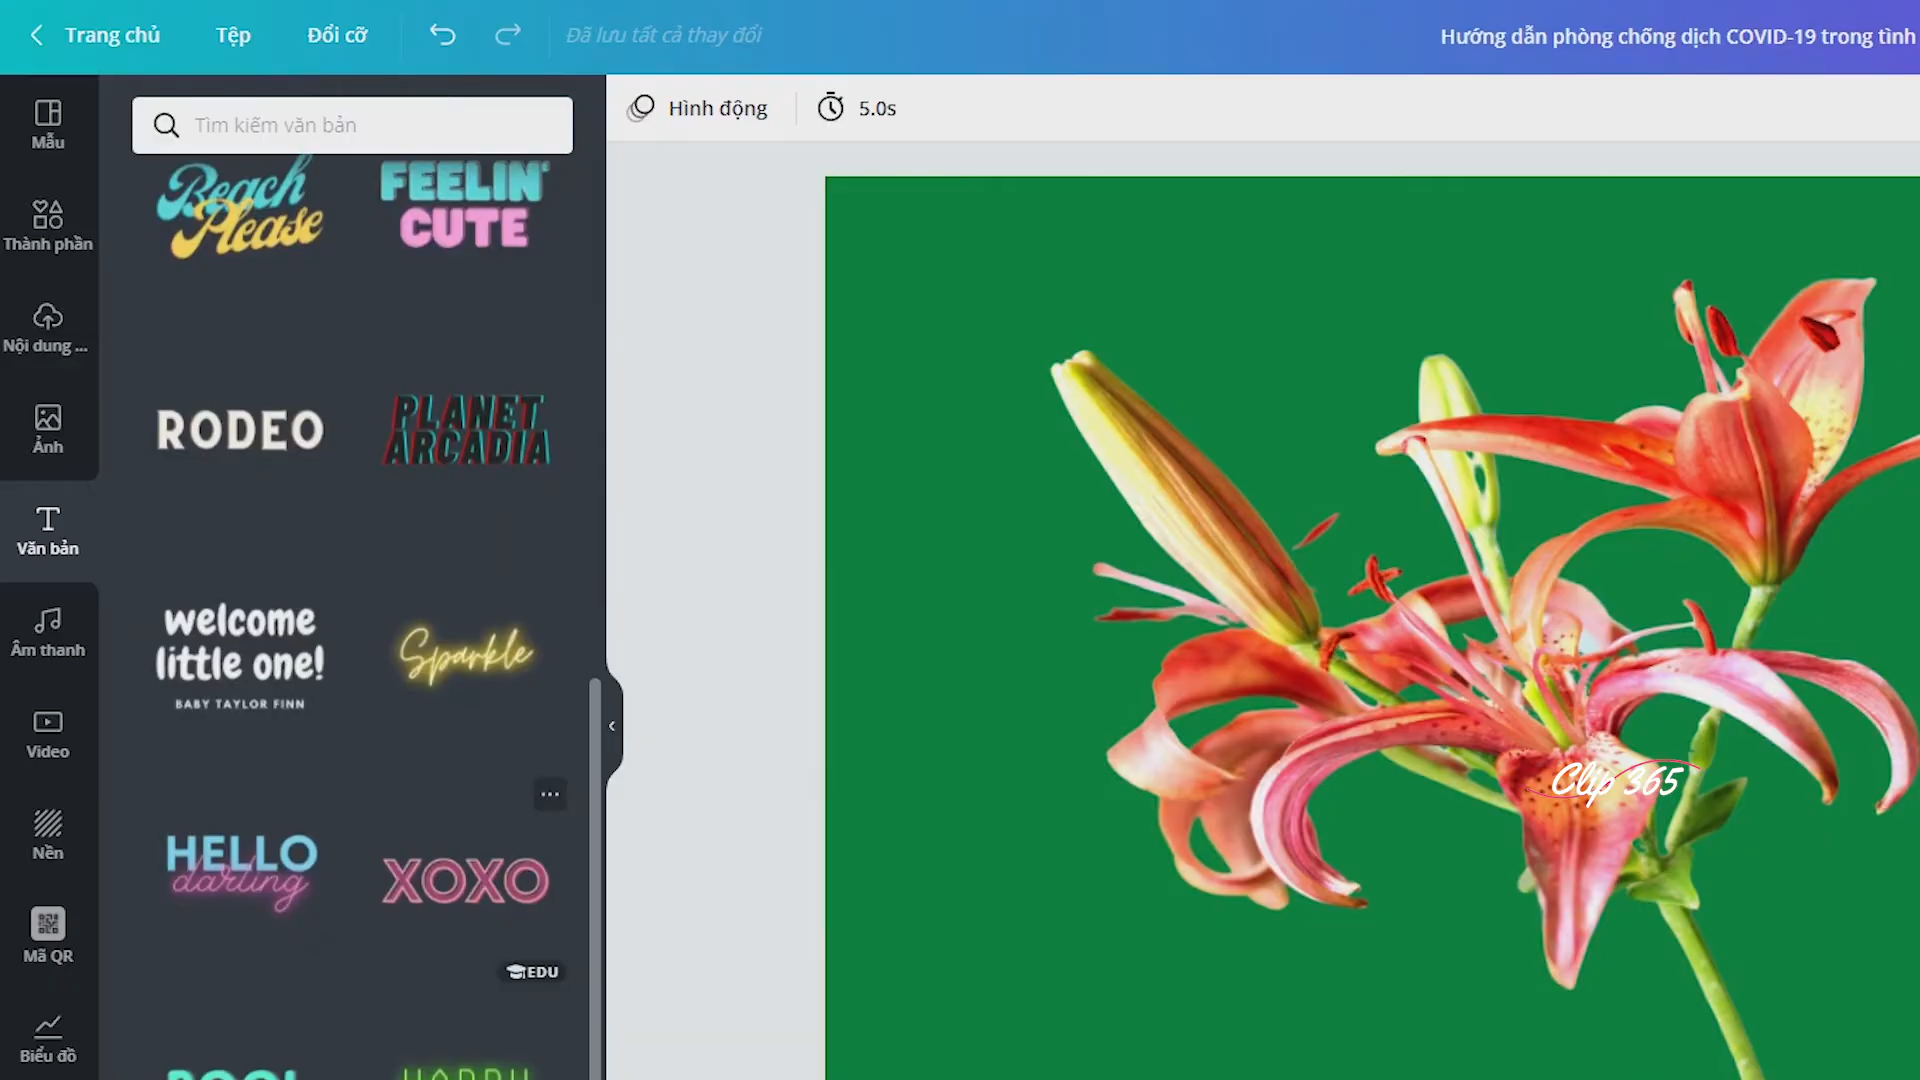 Trang chủ
Tệp
Đổi cỡ
Đã lưu tất cả thay đổi
Hướng dẫn phòng chống dịch COVID-19 trong tình
Mẫu
Thành phần
Nội dung ...
Ảnh
Văn bản
Âm thanh
Video
Nền
Mã QR
Biểu đồ
Tìm kiếm văn bản
Beach
Please
FEELIN'
CUTE
RODEO
PLANET
ARCADIA
welcome
little one!
BABY TAYLOR FINN
Sparkle
HELLO
darling
XOXO
EDU
Hình động
5.0s
Clip 365